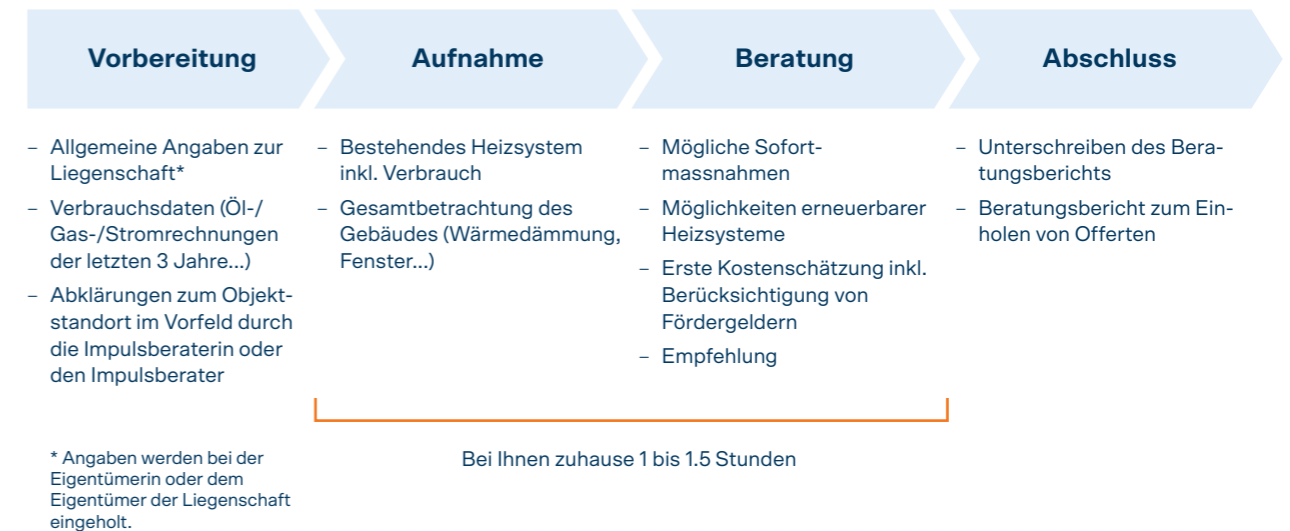 Vorbereitung
Aufnahme
Beratung
Abschluss
– Allgemeine Angaben zur
Liegenschaft*
– Verbrauchsdaten (Öl-/
Gas-/Stromrechnungen
der letzten 3 Jahre...)
– Abklärungen zum Objekt-
standort im Vorfeld durch
die Impulsberaterin oder
den Impulsberater
– Bestehendes Heizsystem
inkl. Verbrauch
– Gesamtbetrachtung des
Gebäudes (Wärmedämmung,
Fenster...)
– Mögliche Sofort-
massnahmen
– Möglichkeiten erneuerbarer
Heizsysteme
– Erste Kostenschätzung inkl.
Berücksichtigung von
Fördergeldern
– Empfehlung
– Unterschreiben des Bera-
tungsberichts
– Beratungsbericht zum Ein-
holen von Offerten
* Angaben werden bei der
Eigentümerin oder dem
Eigentümer der Liegenschaft
eingeholt.
Bei Ihnen zuhause 1 bis 1.5 Stunden